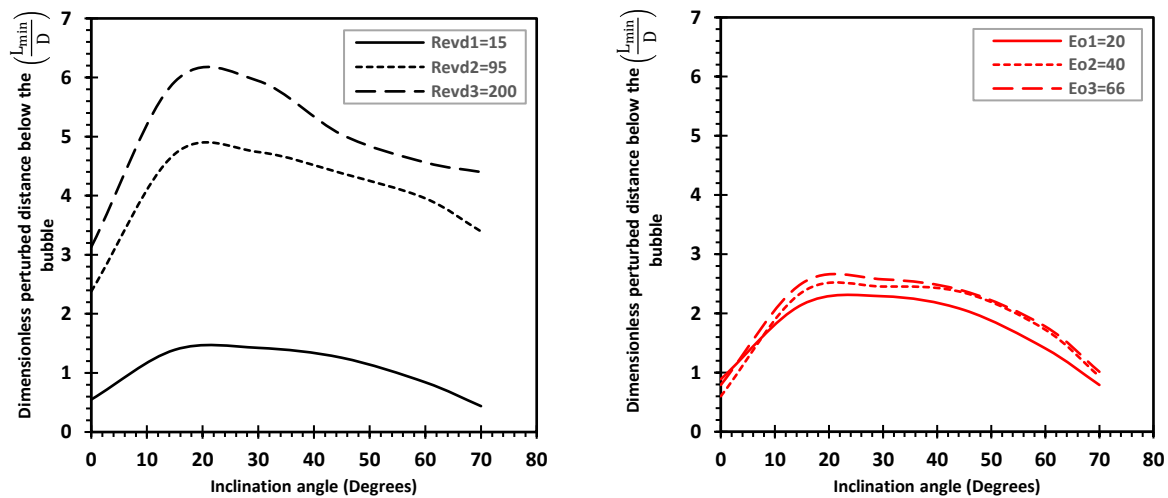 Dimensionless perturbed distance below the
bubble
(L_min/D)
7
6
5
4
3
2
1
0
Revd1=15
Revd2=95
Revd3=200
0 10 20 30 40 50 60 70 80
Inclination angle (Degrees)
Dimensionless perturbed distance below the
bubble
(L_min/D)
7
6
5
4
3
2
1
0
Eo1=20
Eo2=40
Eo3=66
0 10 20 30 40 50 60 70 80
Inclination angle (Degrees)